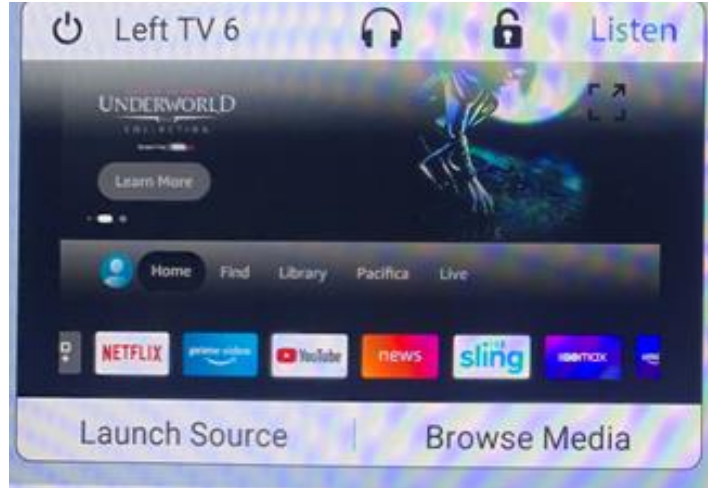 Left TV 6 Listen
UNDERWORLD
COLLECTION
Learn More
Home Find Library Pacifica Live
NETFLIX prime video YouTube news sling HBOMAX
Launch Source Browse Media